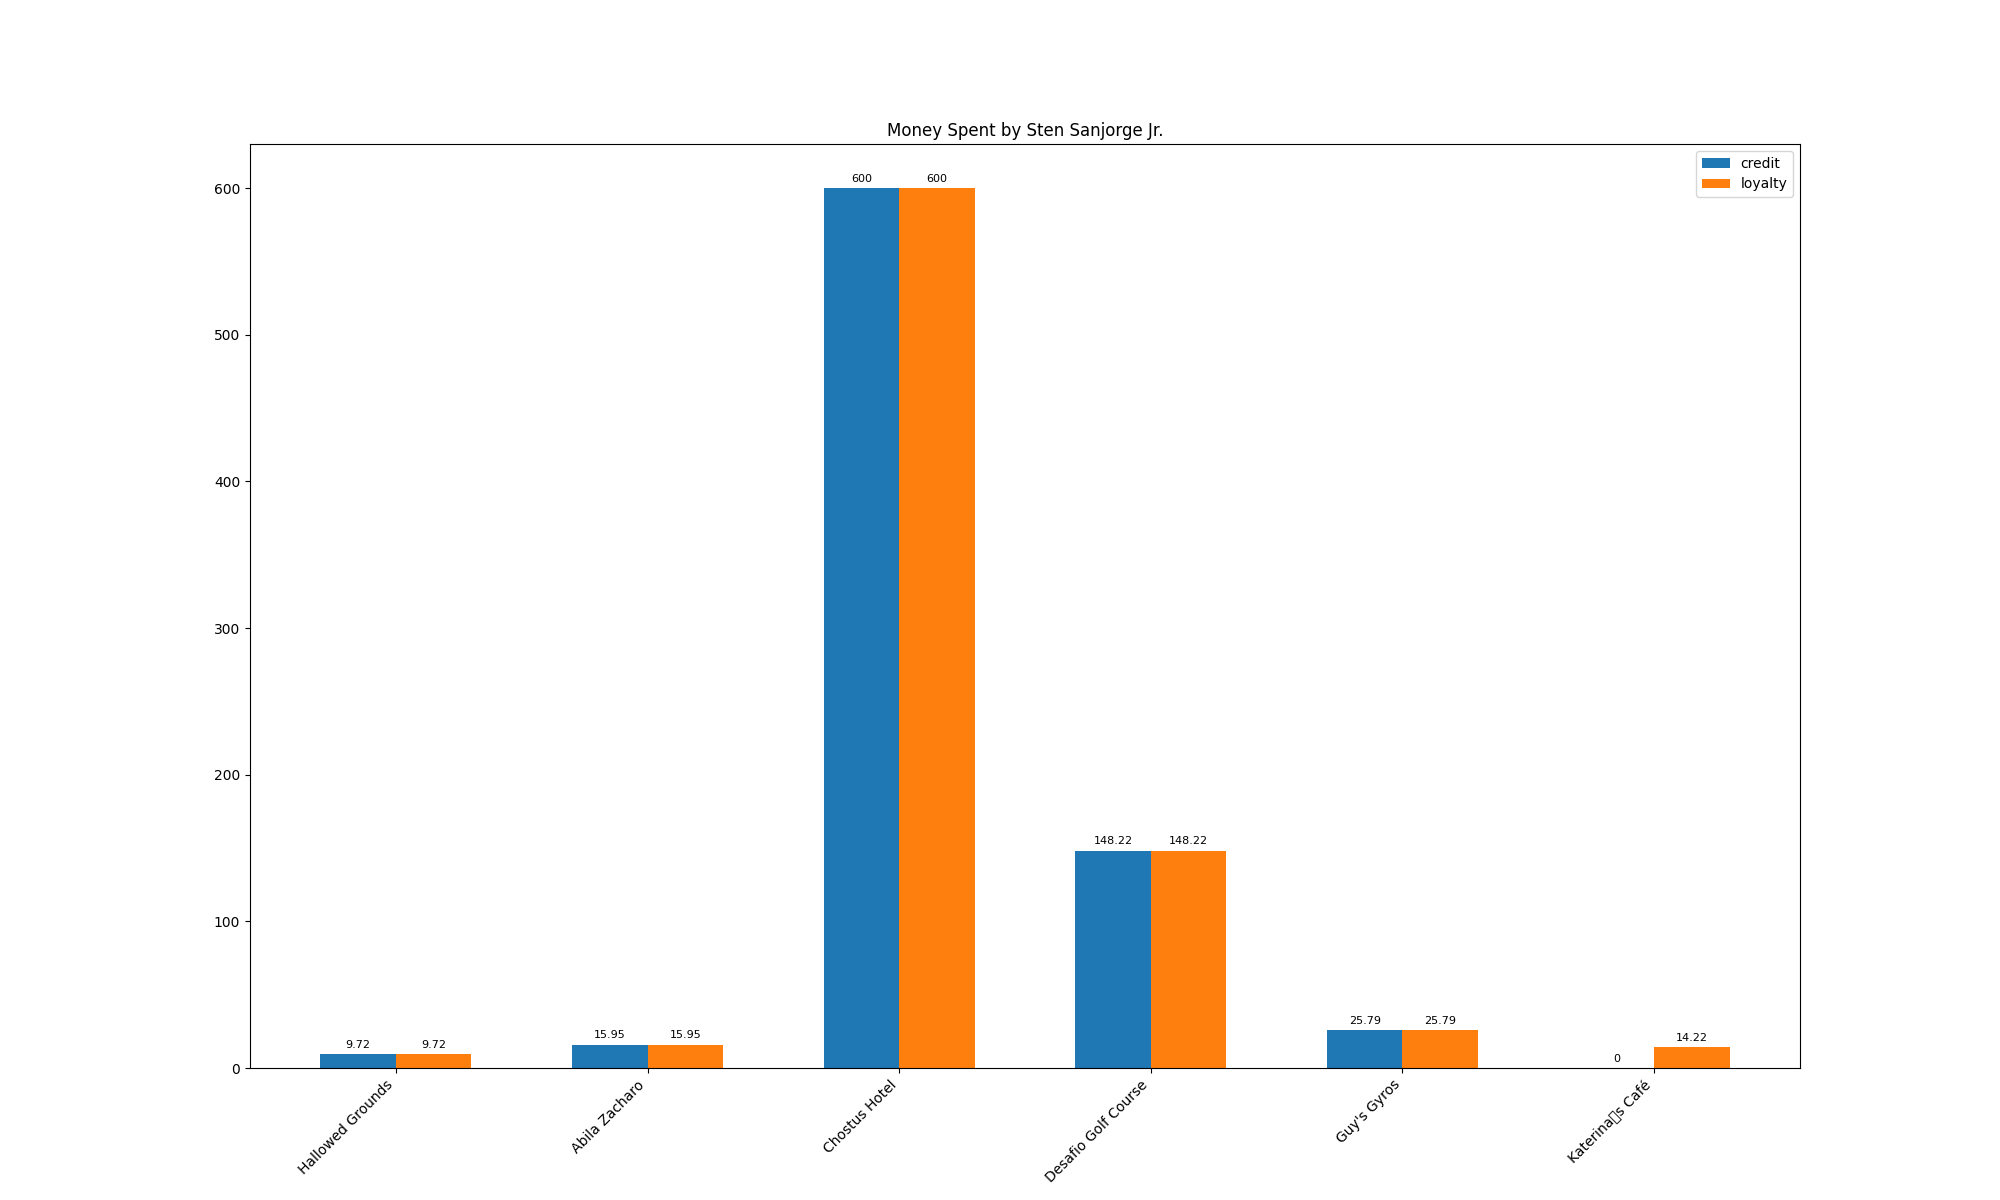 Money Spent by Sten Sanjorge Jr.
credit
loyalty
600
500
400
300
200
100
0
9.72 9.72
15.95 15.95
600 600
148.22 148.22
25.79 25.79
0 14.22
Hallowed Grounds
Abila Zacharo
Chostus Hotel
Desafio Golf Course
Guy's Gyros
Katerina▯s Café